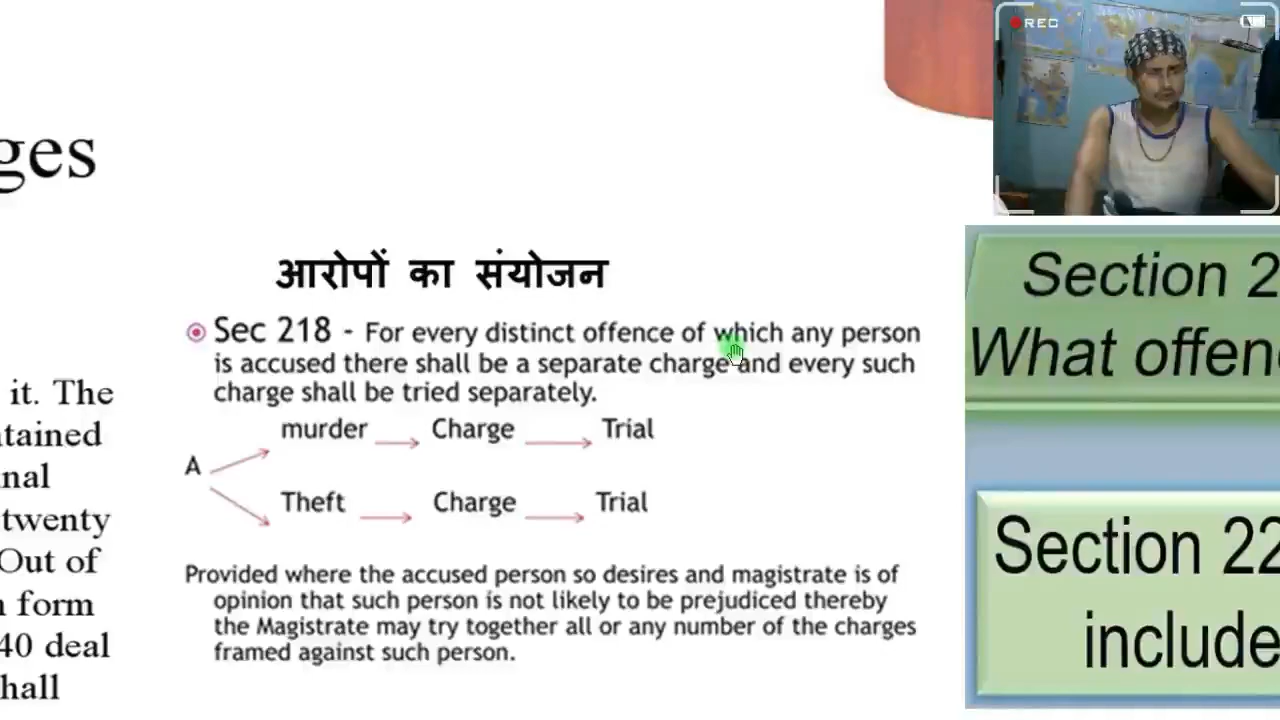 REC
ges
आरोपों का संयोजन
Sec 218 - For every distinct offence of which any person
is accused there shall be a separate charge and every such
charge shall be tried separately.
murder Charge Trial
A
Theft Charge Trial
Provided where the accused person so desires and magistrate is of
opinion that such person is not likely to be prejudiced thereby
the Magistrate may try together all or any number of the charges
framed against such person.
it. The
tained
nal
twenty
Out of
form
40 deal
hall
Section 2
What offen
Section 22
include